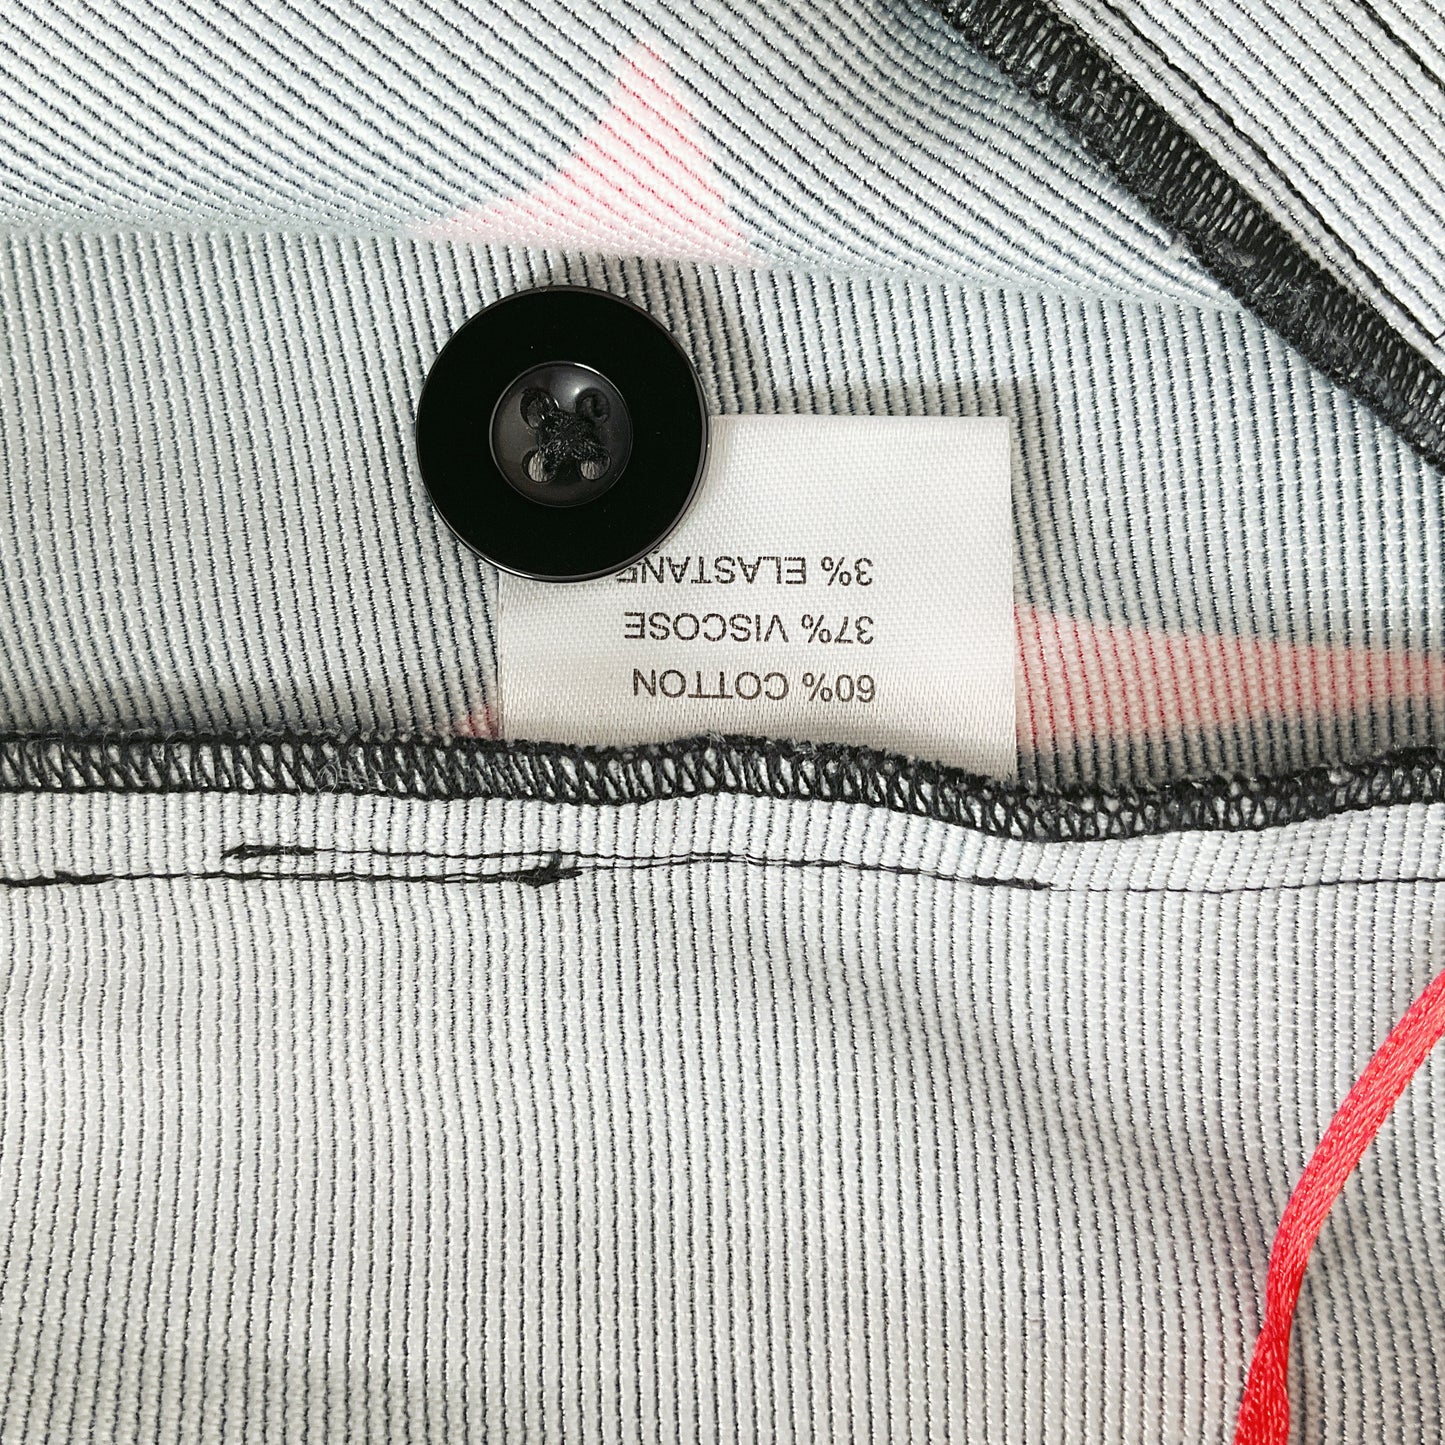 60% COTTON
37% VISCOSE
3% ELASTANE